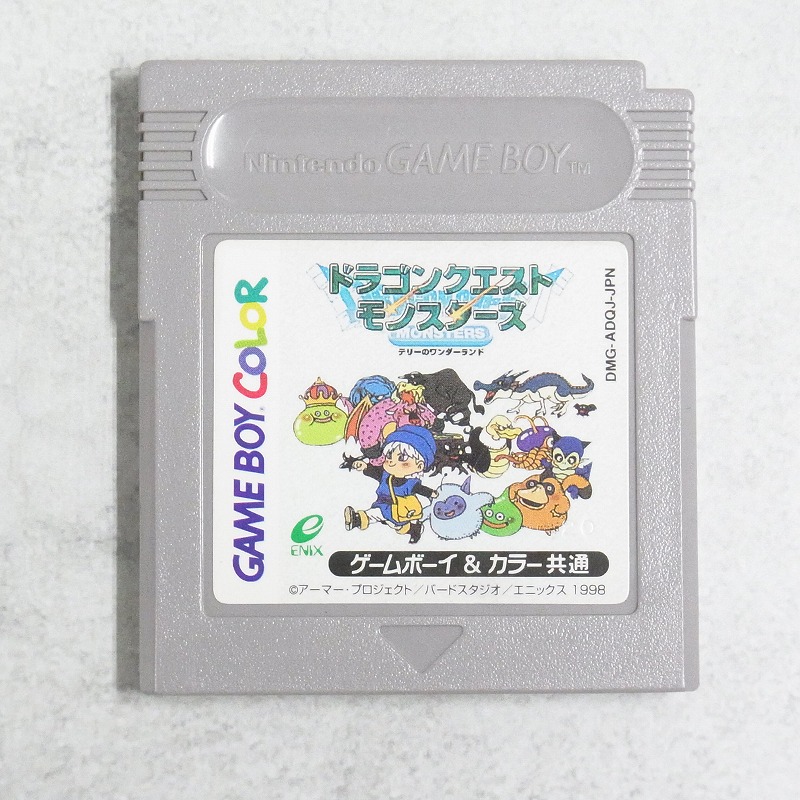 Nintendo GAME BOY TM
GAME BOY COLOR
ドラゴンクエスト
モンスターズ
MONSTERS
テリーのワンダーランド
DMG-ADQJ-JPN
e
ENIX
ゲームボーイ & カラー共通
©アーマー・プロジェクト/バードスタジオ/エニックス 1998